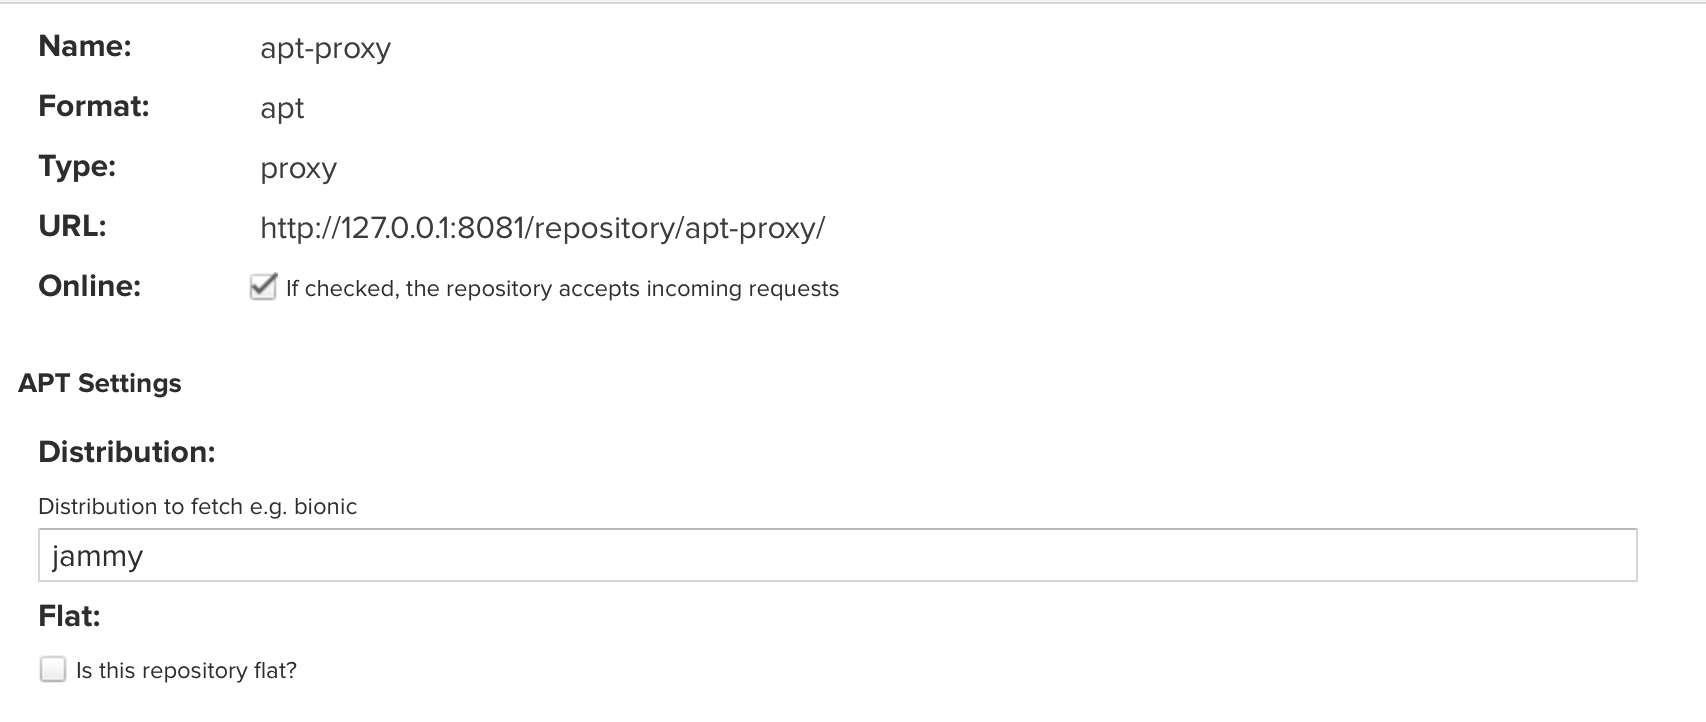 Name: apt-proxy
Format: apt
Type: proxy
URL: http://127.0.0.1:8081/repository/apt-proxy/
Online: If checked, the repository accepts incoming requests
APT Settings
Distribution:
Distribution to fetch e.g. bionic
jammy
Flat:
Is this repository flat?